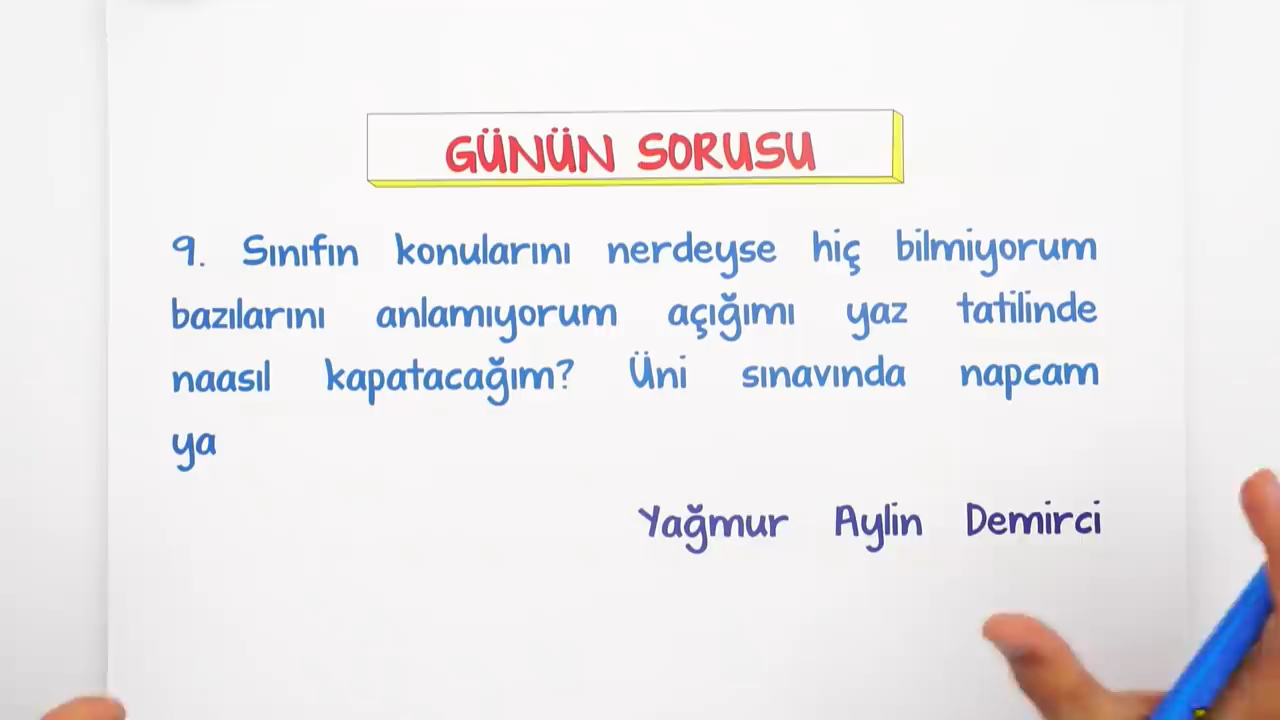 GÜNÜN SORUSU
9. Sınıfın konularını nerdeyse hiç bilmiyorum
bazılarını anlamıyorum açığımı yaz tatilinde
naasıl kapatacağım? Üni sınavında napcam
ya
Yağmur Aylin Demirci